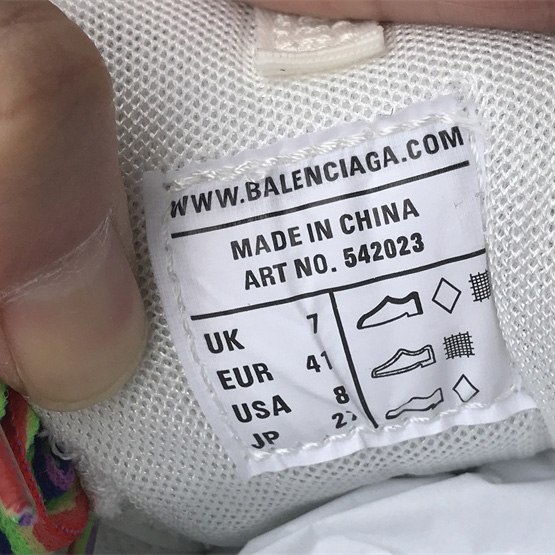 WWW.BALENCIAGA.COM
MADE IN CHINA
ART NO. 542023
UK 7
EUR 41
USA 8
JP